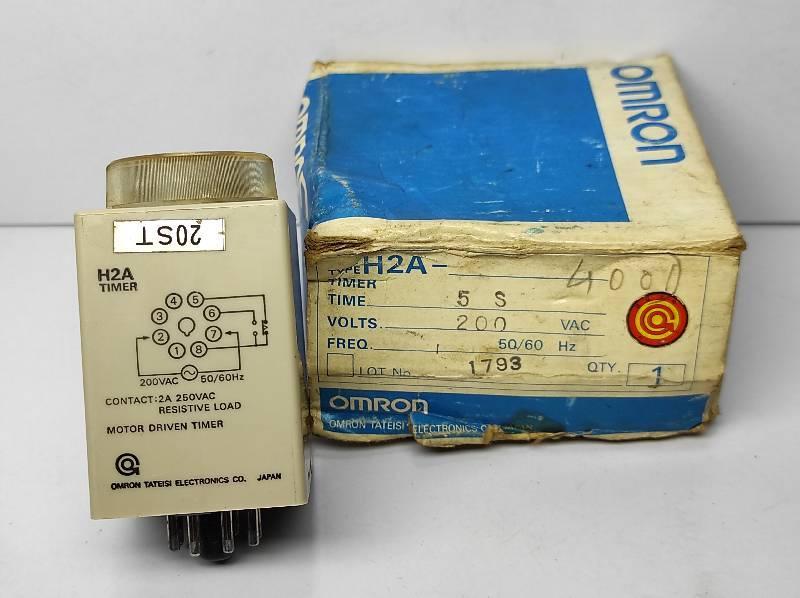 20ST
H2A
TIMER
4 5
3 6
2 7
1 8
200VAC 50/60Hz
CONTACT:2A 250VAC
RESISTIVE LOAD
MOTOR DRIVEN TIMER
OMRON TATEISI ELECTRONICS CO. JAPAN
OMRON
OMRON
TYPE H2A- 4000
TIMER
TIME. 5 S
VOLTS. 200 VAC
FREQ. 50/60 Hz
LOT No. 1793 QTY. 1
OMRON
OMRON TATEISI ELECTRONICS JAPAN